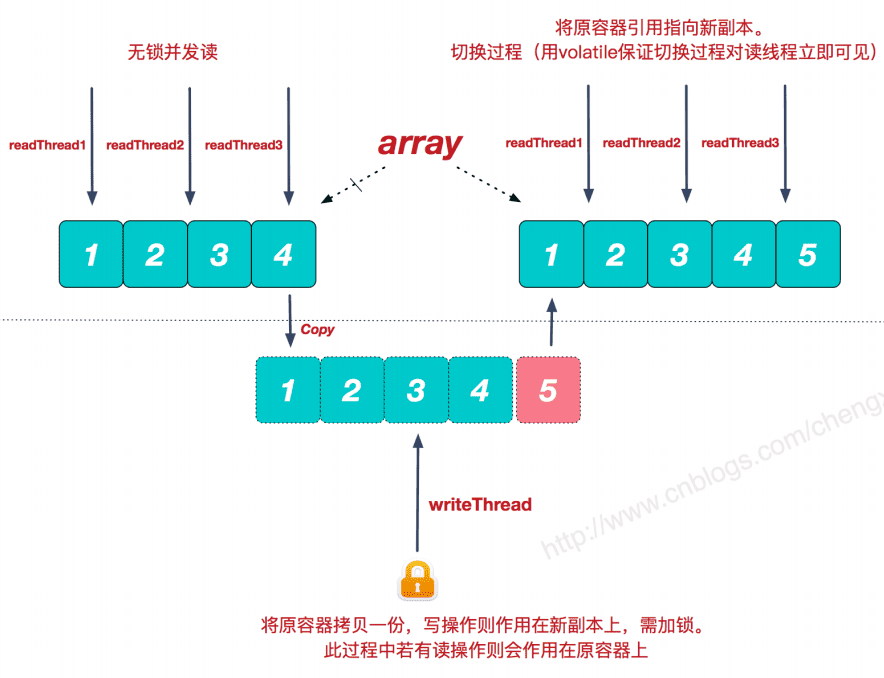 将原容器引用指向新副本。
无锁并发读
切换过程（用volatile保证切换过程对读线程立即可见）
readThread1 readThread2 readThread3
array
readThread1 readThread2 readThread3
1 2 3 4
1 2 3 4 5
Copy
1 2 3 4 5
writeThread
将原容器拷贝一份，写操作则作用在新副本上，需加锁。
此过程中若有读操作则会作用在原容器上